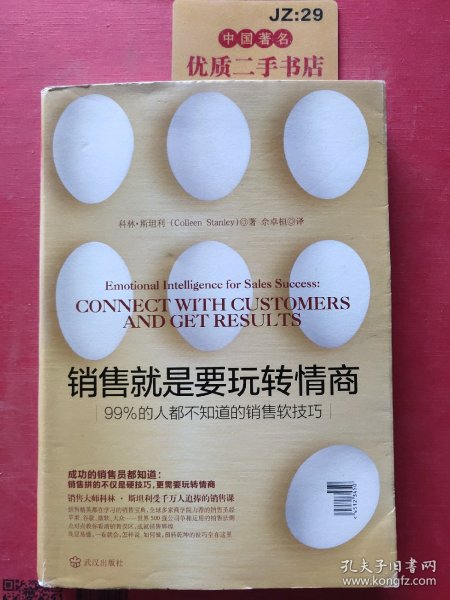 JZ:29
中国著名
优质二手书店
科林·斯坦利 (Colleen Stanley)◎著 佘卓桓◎译
Emotional Intelligence for Sales Success:
CONNECT WITH CUSTOMERS
AND GET RESULTS
销售就是要玩转情商
99%的人都不知道的销售软技巧
成功的销售员都知道:
销售拼的不仅是硬技巧,更需要玩转情商
销售大师科林·斯坦利受千万人追捧的销售课
武汉出版社
孔夫子旧书网
book.kongfz.com